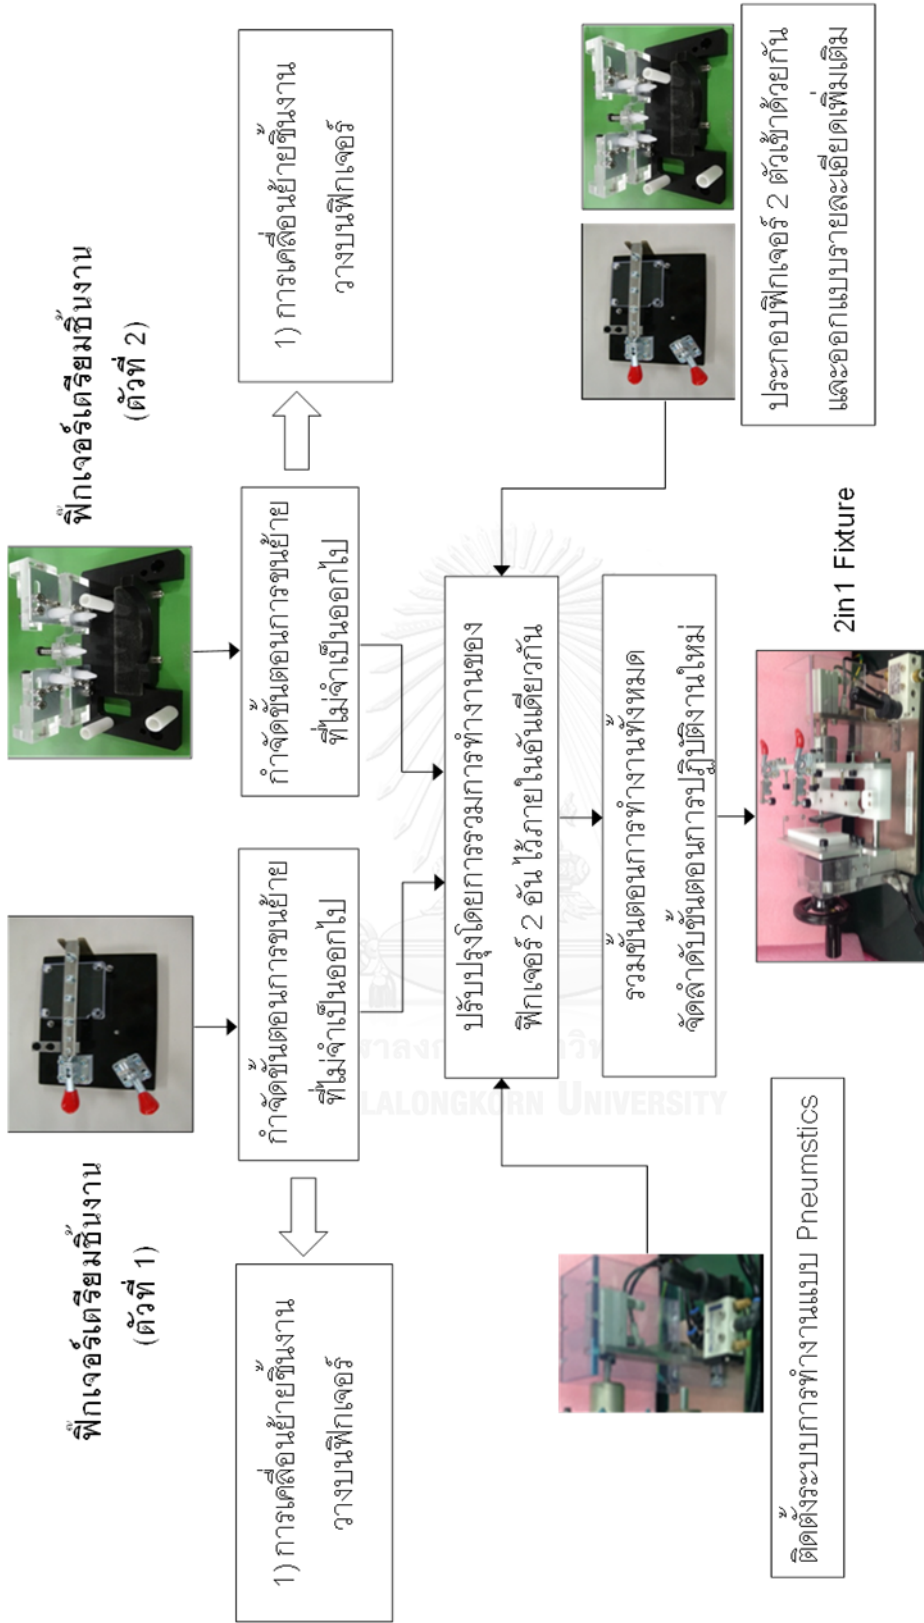 ฟิ๊กเจอร์เตรียมชิ้นงาน
(ตัวที่ 1)
ฟิ๊กเจอร์เตรียมชิ้นงาน
(ตัวที่ 2)
1) การเคลื่อนย้ายชิ้นงาน
วางบนฟิกเจอร์
กำจัดขั้นตอนการขนย้าย
ที่ไม่จำเป็นออกไป
กำจัดขั้นตอนการขนย้าย
ที่ไม่จำเป็นออกไป
1) การเคลื่อนย้ายชิ้นงาน
วางบนฟิกเจอร์
ปรับปรุงโดยการรวมการทำงานของ
ฟิกเจอร์ 2 อัน ไว้ภายในอันเดียวกัน
รวมขั้นตอนการทำงานทั้งหมด
จัดลำดับขั้นตอนการปฏิบัติงานใหม่
ติดตั้งระบบการทำงานแบบ Pneumstics
ประกอบฟิกเจอร์ 2 ตัวเข้าด้วยกัน
และออกแบบรายละเอียดเพิ่มเติม
2in1 Fixture
LALONGKORN UNIVERSITY